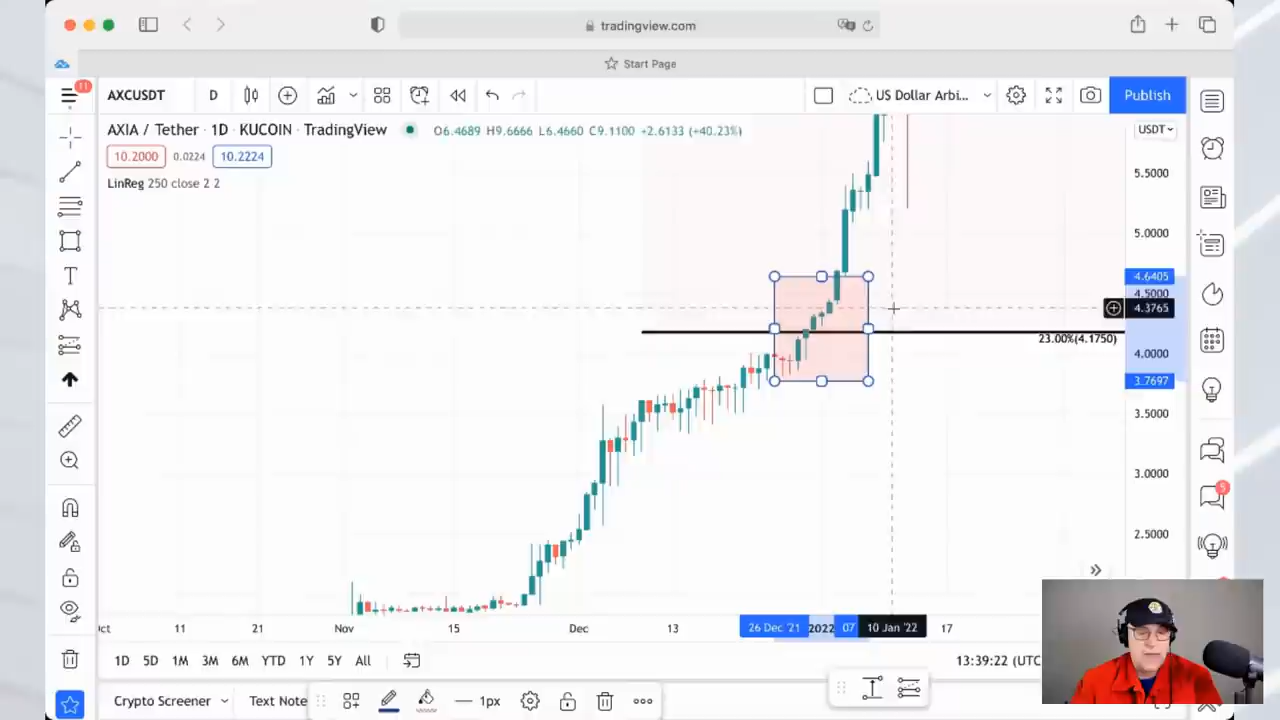 tradingview.com
Start Page
11
AXCUSDT
D
US Dollar Arbi...
Publish
AXIA / Tether · 1D · KUCOIN · TradingView
O6.4689 H9.6666 L6.4660 C9.1100 +2.6133 (+40.23%)
USDT
10.2000
0.0224
10.2224
LinReg 250 close 2 2
5.5000
5.0000
4.6405
4.5000
4.3765
23.00%(4.1750)
4.0000
3.7697
3.5000
3.0000
2.5000
5
11
21
Nov
15
Dec
13
26 Dec '21
2022
07
10 Jan '22
17
1D
5D
1M
3M
6M
YTD
1Y
5Y
All
13:39:22 (UTC
Crypto Screener
Text Note
1px